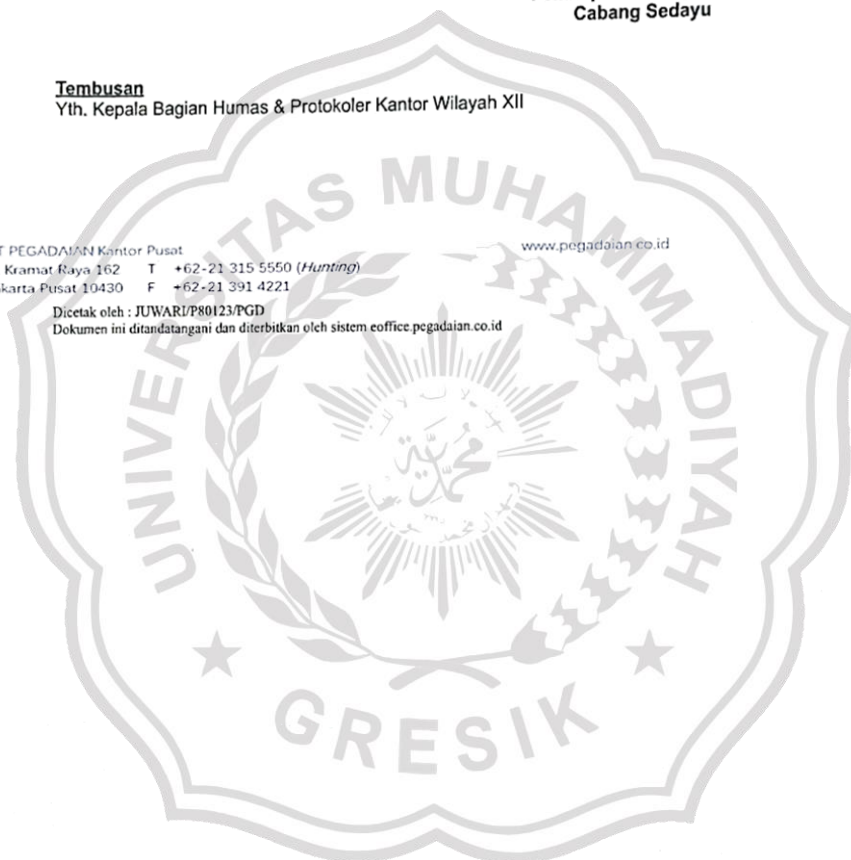 Cabang Sedayu
Tembusan
Yth. Kepala Bagian Humas & Protokoler Kantor Wilayah XII
PEGADAIAN Kantor Pusat
Kramat Raya 162 T +62-21 315 5550 (Hunting)
Pusat 10430 F +62-21 391 4221
www.pegadaian.co.id
Dicetak oleh : JUWARI/P80123/PGD
Dokumen ini ditandatangani dan diterbitkan oleh sistem eoffice.pegadaian.co.id
UNIVERSITAS MUHAMMADIYAH
محمدية
GRESIK